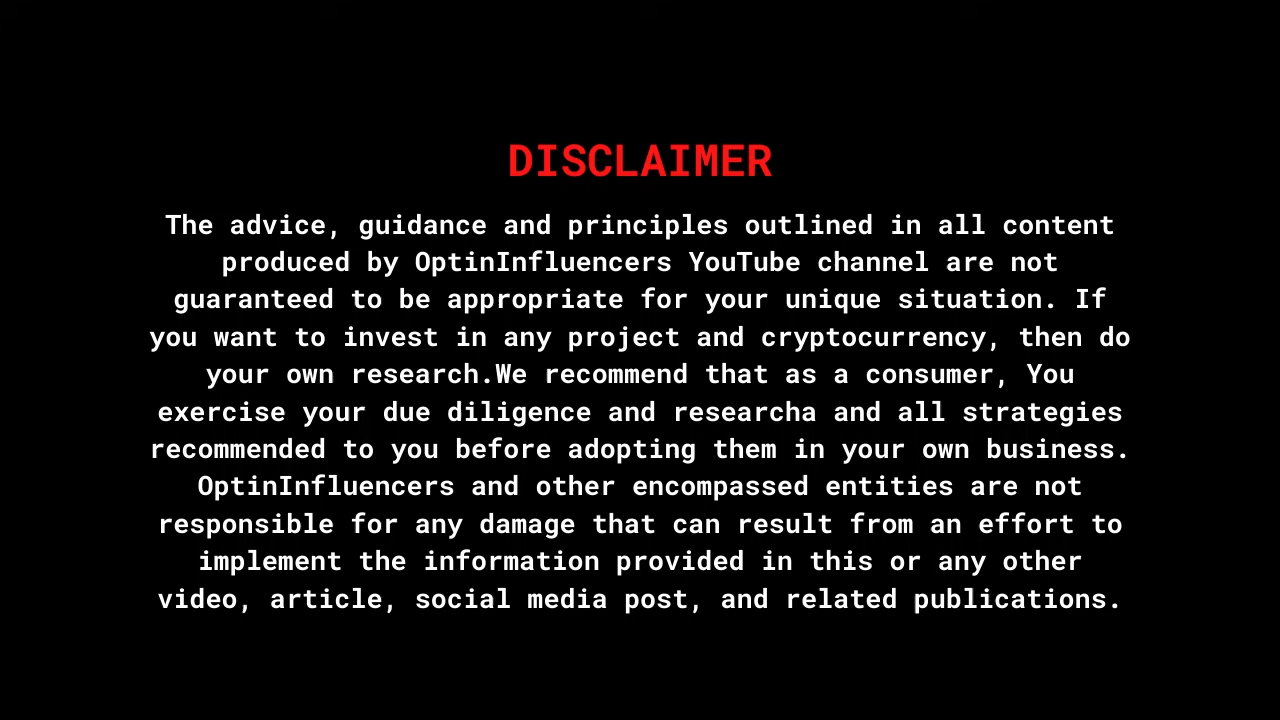 DISCLAIMER
The advice, guidance and principles outlined in all content
produced by OptinInfluencers YouTube channel are not
guaranteed to be appropriate for your unique situation. If
you want to invest in any project and cryptocurrency, then do
your own research.We recommend that as a consumer, You
exercise your due diligence and researcha and all strategies
recommended to you before adopting them in your own business.
OptinInfluencers and other encompassed entities are not
responsible for any damage that can result from an effort to
implement the information provided in this or any other
video, article, social media post, and related publications.